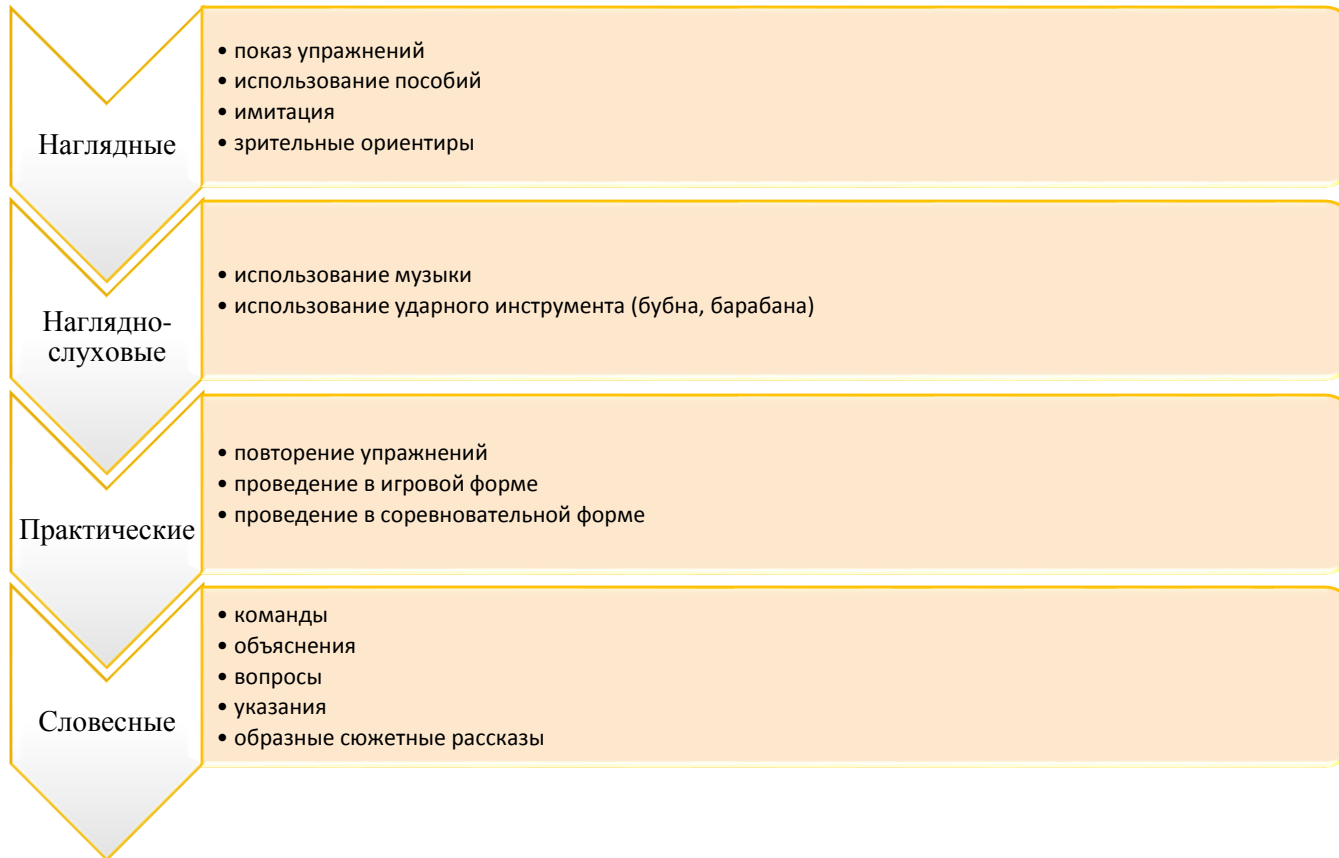 Наглядные
• показ упражнений
• использование пособий
• имитация
• зрительные ориентиры
Наглядно-
слуховые
• использование музыки
• использование ударного инструмента (бубна, барабана)
Практические
• повторение упражнений
• проведение в игровой форме
• проведение в соревновательной форме
Словесные
• команды
• объяснения
• вопросы
• указания
• образные сюжетные рассказы